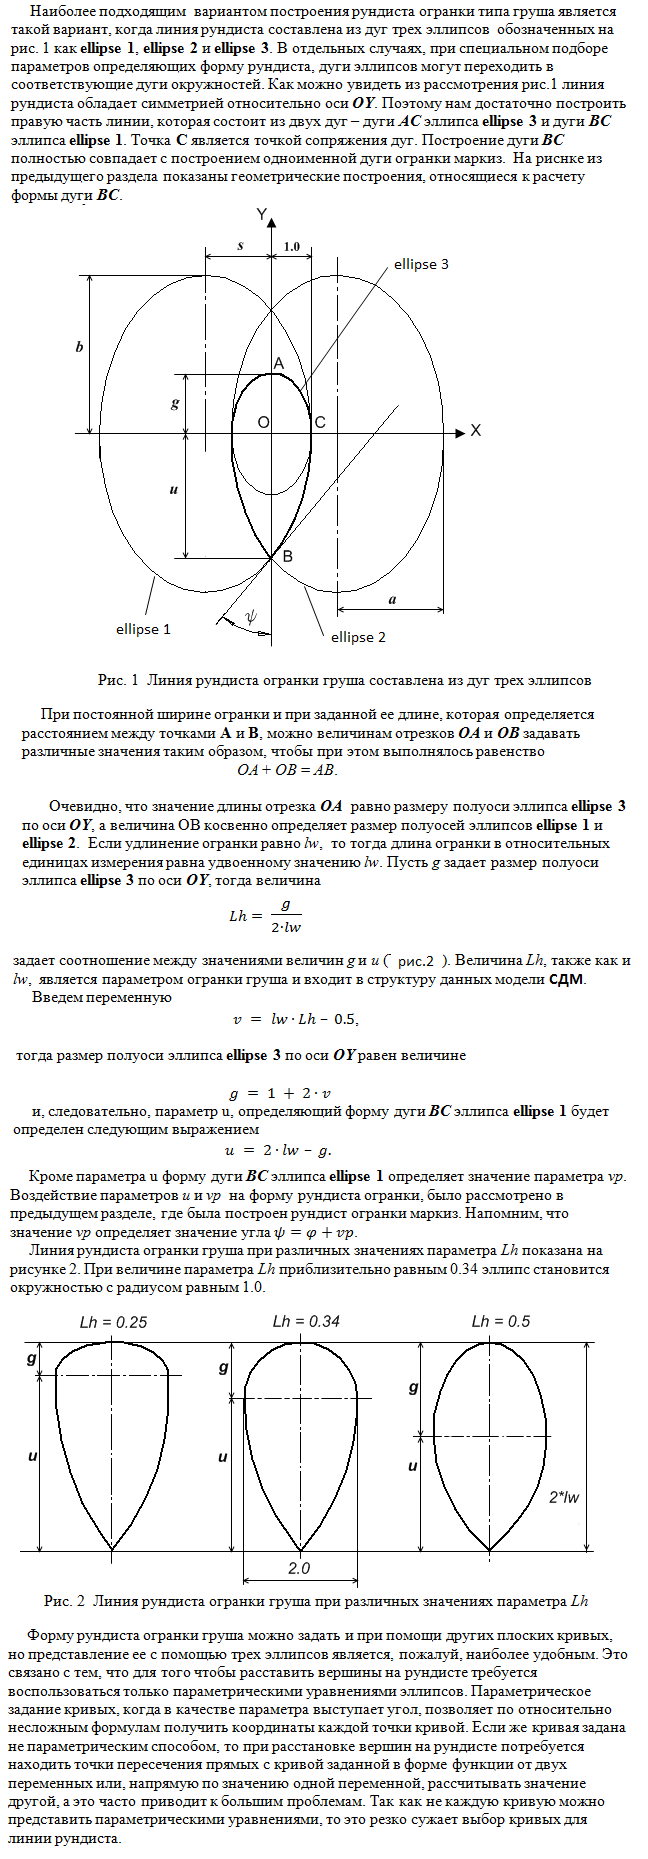 Наиболее подходящим вариантом построения рундиста огранки типа груша является
такой вариант, когда линия рундиста составлена из дуг трех эллипсов обозначенных на
рис. 1 как ellipse 1, ellipse 2 и ellipse 3. В отдельных случаях, при специальном подборе
параметров определяющих форму рундиста, дуги эллипсов могут переходить в
соответствующие дуги окружностей. Как можно увидеть из рассмотрения рис.1 линия
рундиста обладает симметрией относительно оси OY. Поэтому нам достаточно построить
правую часть линии, которая состоит из двух дуг – дуги AC эллипса ellipse 3 и дуги BC
эллипса ellipse 1. Точка C является точкой сопряжения дуг. Построение дуги BC
полностью совпадает с построением одноименной дуги огранки маркиз. На риснке из
предыдущего раздела показаны геометрические построения, относящиеся к расчету
формы дуги BC.
Y
s
1.0
ellipse 3
b
A
g
O
C
X
u
B
a
ψ
ellipse 1
ellipse 2
Рис. 1 Линия рундиста огранки груша составлена из дуг трех эллипсов
При постоянной ширине огранки и при заданной ее длине, которая определяется
расстоянием между точками A и B, можно величинам отрезков OA и OB задавать
различные значения таким образом, чтобы при этом выполнялось равенство
OA + OB = AB.
Очевидно, что значение длины отрезка OA равно размеру полуоси эллипса ellipse 3
по оси OY, а величина OB косвенно определяет размер полуосей эллипсов ellipse 1 и
ellipse 2. Если удлинение огранки равно lw, то тогда длина огранки в относительных
единицах измерения равна удвоенному значению lw. Пусть g задает размер полуоси
эллипса ellipse 3 по оси OY, тогда величина
Lh = g / 2·lw
задает соотношение между значениями величин g и u ( рис.2 ). Величина Lh, также как и
lw, является параметром огранки груша и входит в структуру данных модели СДМ.
Введем переменную
v = lw · Lh – 0.5,
тогда размер полуоси эллипса ellipse 3 по оси OY равен величине
g = 1 + 2 · v
и, следовательно, параметр u, определяющий форму дуги BC эллипса ellipse 1 будет
определен следующим выражением
u = 2 · lw – g.
Кроме параметра u форму дуги BC эллипса ellipse 1 определяет значение параметра vp.
Воздействие параметров u и vp на форму рундиста огранки, было рассмотрено в
предыдущем разделе, где была построен рундист огранки маркиз. Напомним, что
значение vp определяет значение угла ψ = φ + vp.
Линия рундиста огранки груша при различных значениях параметра Lh показана на
рисунке 2. При величине параметра Lh приблизительно равным 0.34 эллипс становится
окружностью с радиусом равным 1.0.
Lh = 0.25
Lh = 0.34
Lh = 0.5
g
g
g
u
u
u
2*lw
2.0
Рис. 2 Линия рундиста огранки груша при различных значениях параметра Lh
Форму рундиста огранки груша можно задать и при помощи других плоских кривых,
но представление ее с помощью трех эллипсов является, пожалуй, наиболее удобным. Это
связано с тем, что для того чтобы расставить вершины на рундисте требуется
воспользоваться только параметрическими уравнениями эллипсов. Параметрическое
задание кривых, когда в качестве параметра выступает угол, позволяет по относительно
несложным формулам получить координаты каждой точки кривой. Если же кривая задана
не параметрическим способом, то при расстановке вершин на рундисте потребуется
находить точки пересечения прямых с кривой заданной в форме функции от двух
переменных или, напрямую по значению одной переменной, рассчитывать значение
другой, а это часто приводит к большим проблемам. Так как не каждую кривую можно
представить параметрическими уравнениями, то это резко сужает выбор кривых для
линии рундиста.